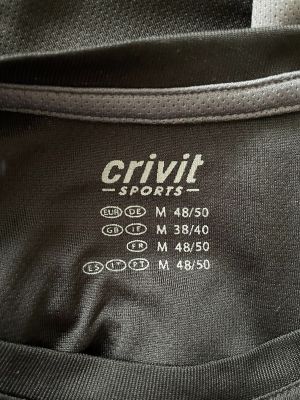 crivit
SPORTS
EUR DE M 48/50
GB IE M 38/40
FR M 48/50
ES IT PT M 48/50